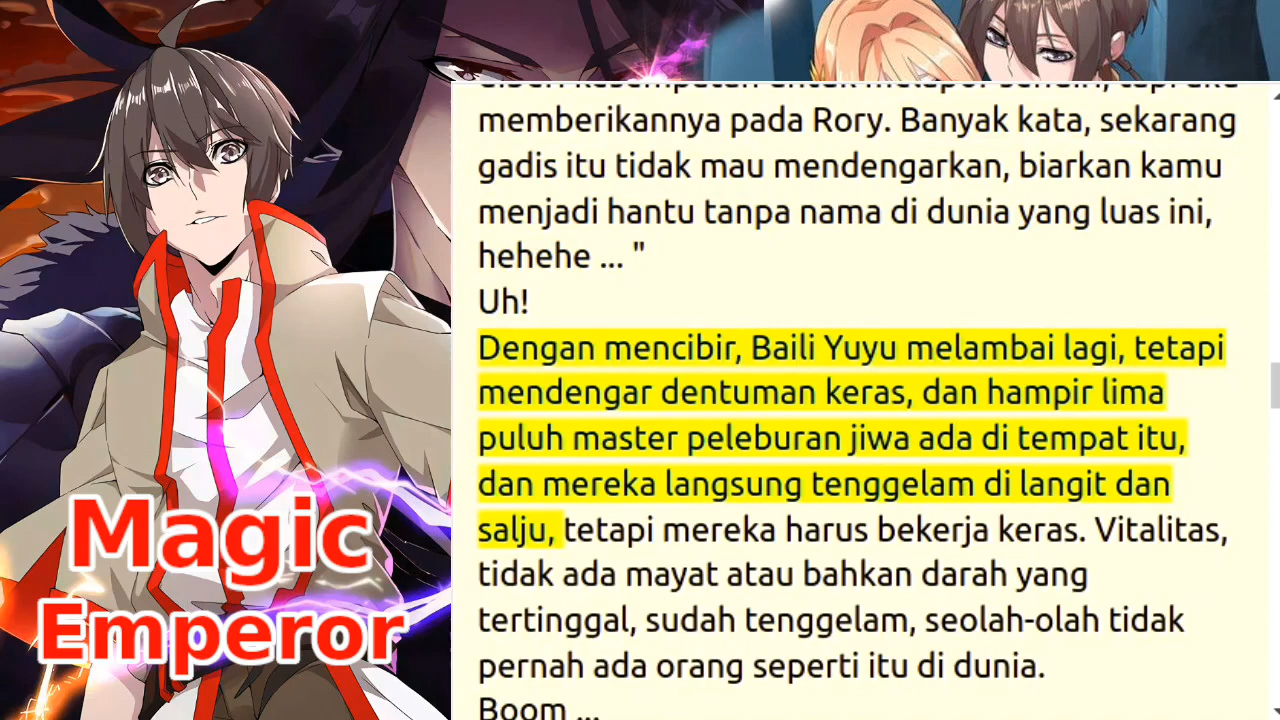 Magic
Emperor
memberikannya pada Rory. Banyak kata, sekarang
gadis itu tidak mau mendengarkan, biarkan kamu
menjadi hantu tanpa nama di dunia yang luas ini,
hehehe ... "
Uh!
Dengan mencibir, Baili Yuyu melambai lagi, tetapi
mendengar dentuman keras, dan hampir lima
puluh master peleburan jiwa ada di tempat itu,
dan mereka langsung tenggelam di langit dan
salju, tetapi mereka harus bekerja keras. Vitalitas,
tidak ada mayat atau bahkan darah yang
tertinggal, sudah tenggelam, seolah-olah tidak
pernah ada orang seperti itu di dunia.
Boom ...